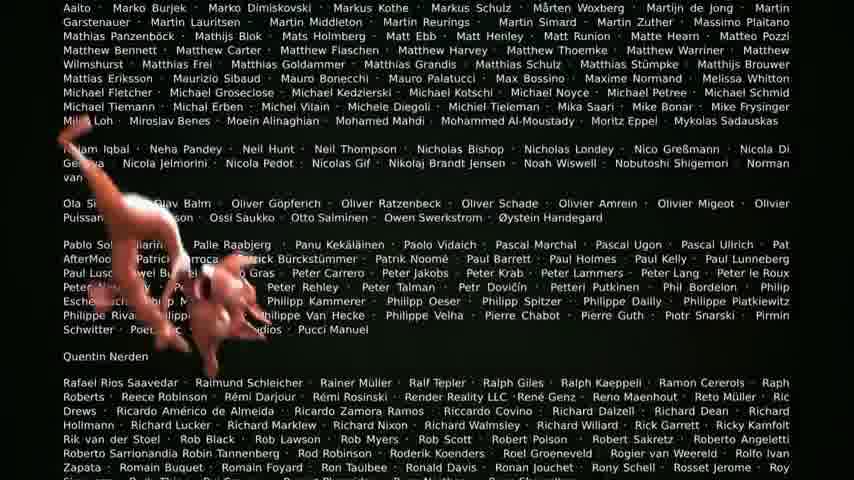 Aalto · Marko Burjek · Marko Dimiskovski · Markus Kothe · Markus Schulz · Mårten Woxberg · Martijn de Jong · Martin
Garstenauer · Martin Lauritsen · Martin Middleton · Martin Reurings · Martin Simard · Martin Zuther · Massimo Plaitano
Mathias Panzenböck · Mathijs Blok · Mats Holmberg · Matt Ebb · Matt Henley · Matt Runion · Matte Hearn · Matteo Pozzi
Matthew Bennett · Matthew Carter · Matthew Flaschen · Matthew Harvey · Matthew Thoemke · Matthew Warriner · Matthew
Wilmshurst · Matthias Frei · Matthias Goldammer · Matthias Grandis · Matthias Schulz · Matthias Stümpke · Matthijs Brouwer
Mattias Eriksson · Maurizio Sibaud · Mauro Bonecchi · Mauro Palatucci · Max Bossino · Maxime Normand · Melissa Whitton
Michael Fletcher · Michael Groseclose · Michael Kedzierski · Michael Kotschi · Michael Noyce · Michael Petree · Michael Schmid
Michael Tiemann · Michal Erben · Michel Vilain · Michele Diegoli · Michiel Tieleman · Mika Saari · Mike Bonar · Mike Frysinger
Loh · Miroslav Benes · Moein Alinaghian · Mohamed Mahdi · Mohammed Al-Moustady · Moritz Eppel · Mykolas Sadauskas
Iqbal · Neha Pandey · Neil Hunt · Neil Thompson · Nicholas Bishop · Nicholas Londey · Nico Greßmann · Nicola Di
Nicola Jelmorini · Nicola Pedot · Nicolas Gif · Nikolaj Brandt Jensen · Noah Wiswell · Nobutoshi Shigemori · Norman
van
Ola Balm · Oliver Göpferich · Oliver Ratzenbeck · Oliver Schade · Olivier Amrein · Olivier Migeot · Olivier
Ossi Saukko · Otto Salminen · Owen Swerkstrom · Øystein Handegard
Pablo · Palle Raabjerg · Panu Kekäläinen · Paolo Vidaich · Pascal Marchal · Pascal Ugon · Pascal Ullrich · Pat
Bürckstümmer · Patrik Noomé · Paul Barrett · Paul Holmes · Paul Kelly · Paul Lunneberg
Paul Gras · Peter Carrero · Peter Jakobs · Peter Krab · Peter Lammers · Peter Lang · Peter le Roux
Peter Rehley · Peter Talman · Petr Dovičín · Petteri Putkinen · Phil Bordelon · Philip
Philipp Kammerer · Philipp Oeser · Philipp Spitzer · Philippe Dailly · Philippe Platkiewitz
Philippe Philippe Van Hecke · Philippe Velha · Pierre Chabot · Pierre Guth · Piotr Snarski · Pirmin
Schwitter · Pucci Manuel
Quentin Nerden
Rafael Rios Saavedar · Raimund Schleicher · Rainer Müller · Ralf Tepler · Ralph Giles · Ralph Kaeppeli · Ramon Cererols · Raph
Roberts · Reece Robinson · Rémi Darjour · Rémi Rosinski · Render Reality LLC · René Genz · Reno Maenhout · Reto Müller · Ric
Drews · Ricardo Américo de Almeida · Ricardo Zamora Ramos · Riccardo Covino · Richard Dalzell · Richard Dean · Richard
Hollmann · Richard Lucker · Richard Marklew · Richard Nixon · Richard Walmsley · Richard Willard · Rick Garrett · Ricky Kamfolt
Rik van der Stoel · Rob Black · Rob Lawson · Rob Myers · Rob Scott · Robert Polson · Robert Sakretz · Roberto Angeletti
Roberto Sarrionandia Robin Tannenberg · Rod Robinson · Roderik Koenders · Roel Groeneveld · Rogier van Weereld · Rolfo Ivan
Zapata · Romain Buquet · Romain Foyard · Ron Taülbee · Ronald Davis · Ronan Jouchet · Rony Schell · Rosset Jerome · Roy